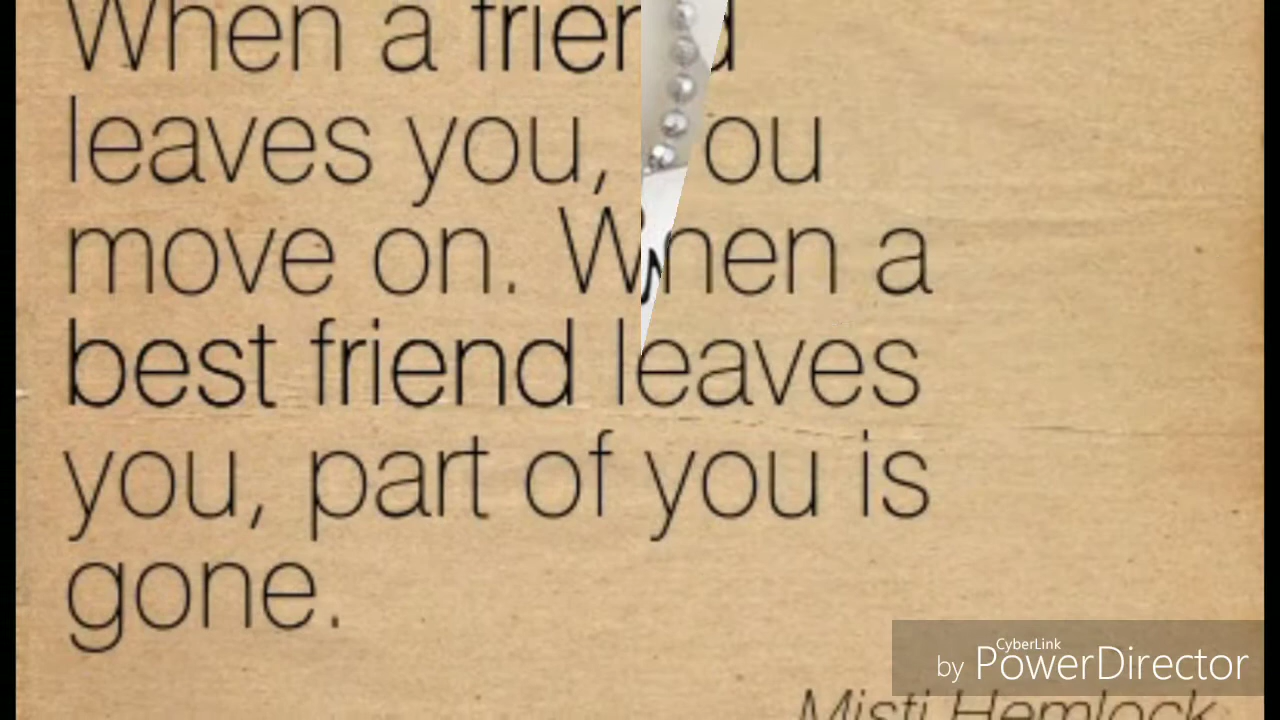 When a friend
leaves you, you
move on. When a
best friend leaves
you, part of you is
gone.
CyberLink
by PowerDirector
Misti Hemlock